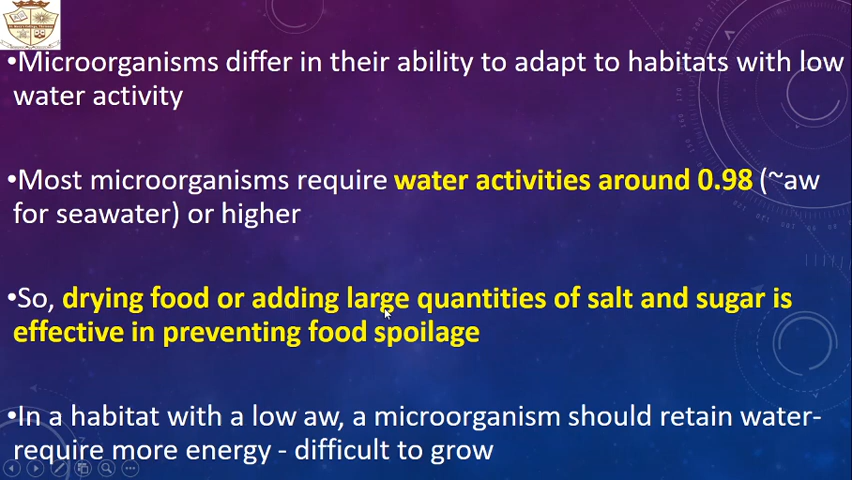 •Microorganisms differ in their ability to adapt to habitats with low
water activity
•Most microorganisms require water activities around 0.98 (~aw
for seawater) or higher
•So, drying food or adding large quantities of salt and sugar is
effective in preventing food spoilage
•In a habitat with a low aw, a microorganism should retain water-
require more energy - difficult to grow